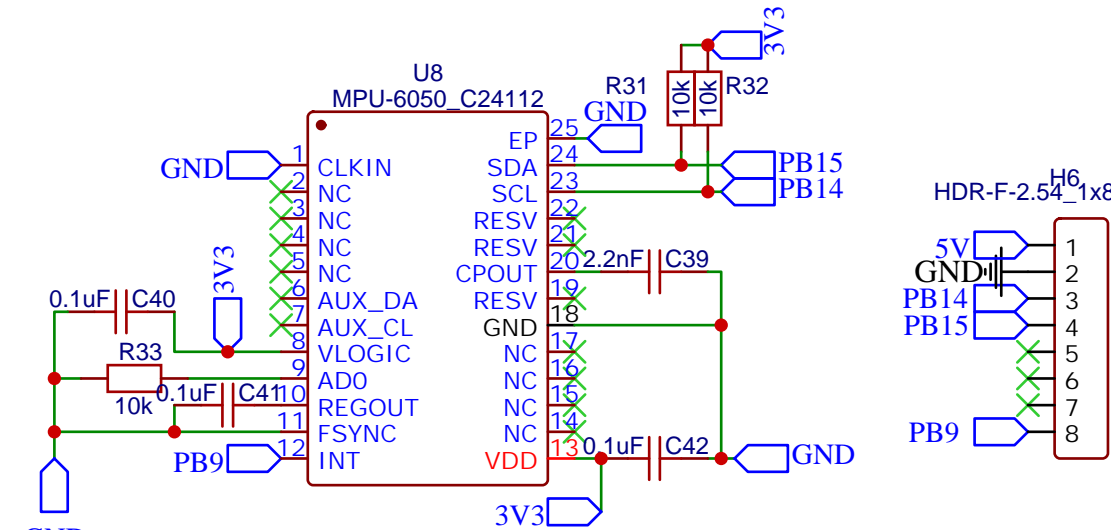 U8
MPU-6050_C24112
3V3
R31
R32
10k
10k
GND
GND
PB15
PB14
1 CLKIN
2 NC
3 NC
4 NC
5 NC
6 AUX_DA
7 AUX_CL
8 VLOGIC
9 AD0
10 REGOUT
11 FSYNC
12 INT
EP 25
SDA 24
SCL 23
RESV 22
RESV 21
CPOUT 20
RESV 19
GND 18
NC 17
NC 16
NC 15
NC 14
VDD 13
2.2nF C39
0.1uF C40
3V3
R33
10k
0.1uF C41
PB9
0.1uF C42
GND
3V3
GND
H6
HDR-F-2.54_1x8
5V 1
GND 2
PB14 3
PB15 4
5
6
7
PB9 8